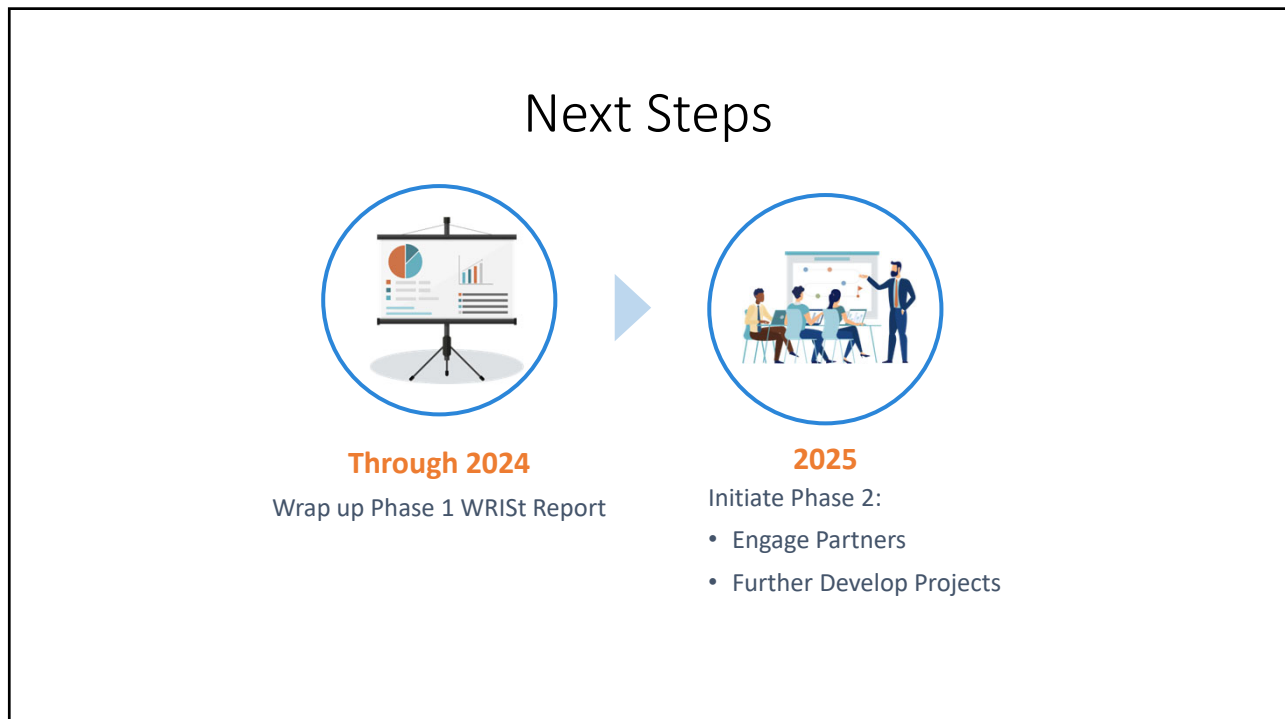 Next Steps
Through 2024
Wrap up Phase 1 WRISt Report
2025
Initiate Phase 2:
• Engage Partners
• Further Develop Projects